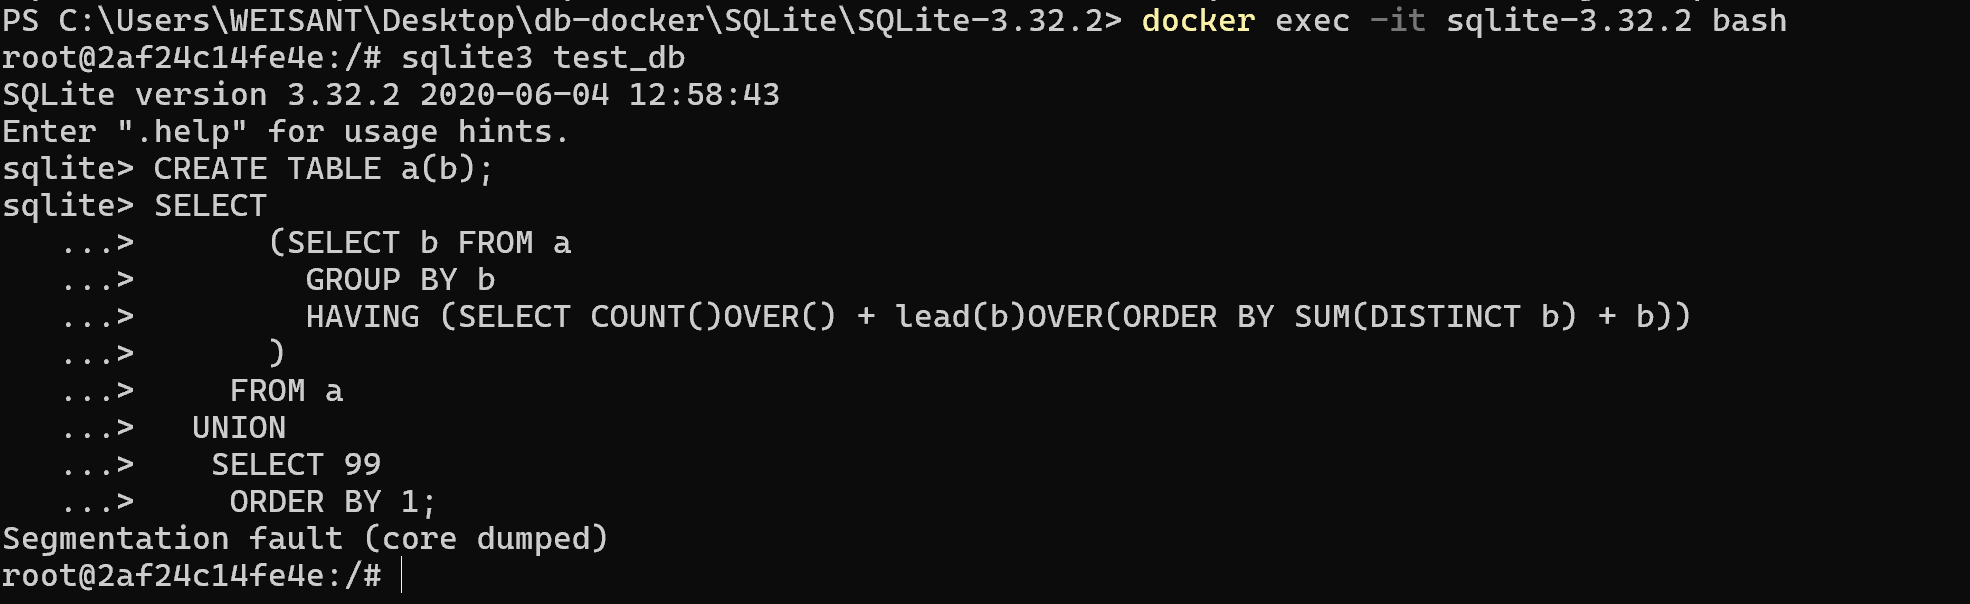 PS C:\Users\WEISANT\Desktop\db-docker\SQLite\SQLite-3.32.2> docker exec -it sqlite-3.32.2 bash
root@2af24c14fe4e:/# sqlite3 test_db
SQLite version 3.32.2 2020-06-04 12:58:43
Enter ".help" for usage hints.
sqlite> CREATE TABLE a(b);
sqlite> SELECT
   ...>       (SELECT b FROM a
   ...>         GROUP BY b
   ...>         HAVING (SELECT COUNT()OVER() + lead(b)OVER(ORDER BY SUM(DISTINCT b) + b))
   ...>       )
   ...>     FROM a
   ...>   UNION
   ...>    SELECT 99
   ...>     ORDER BY 1;
Segmentation fault (core dumped)
root@2af24c14fe4e:/#